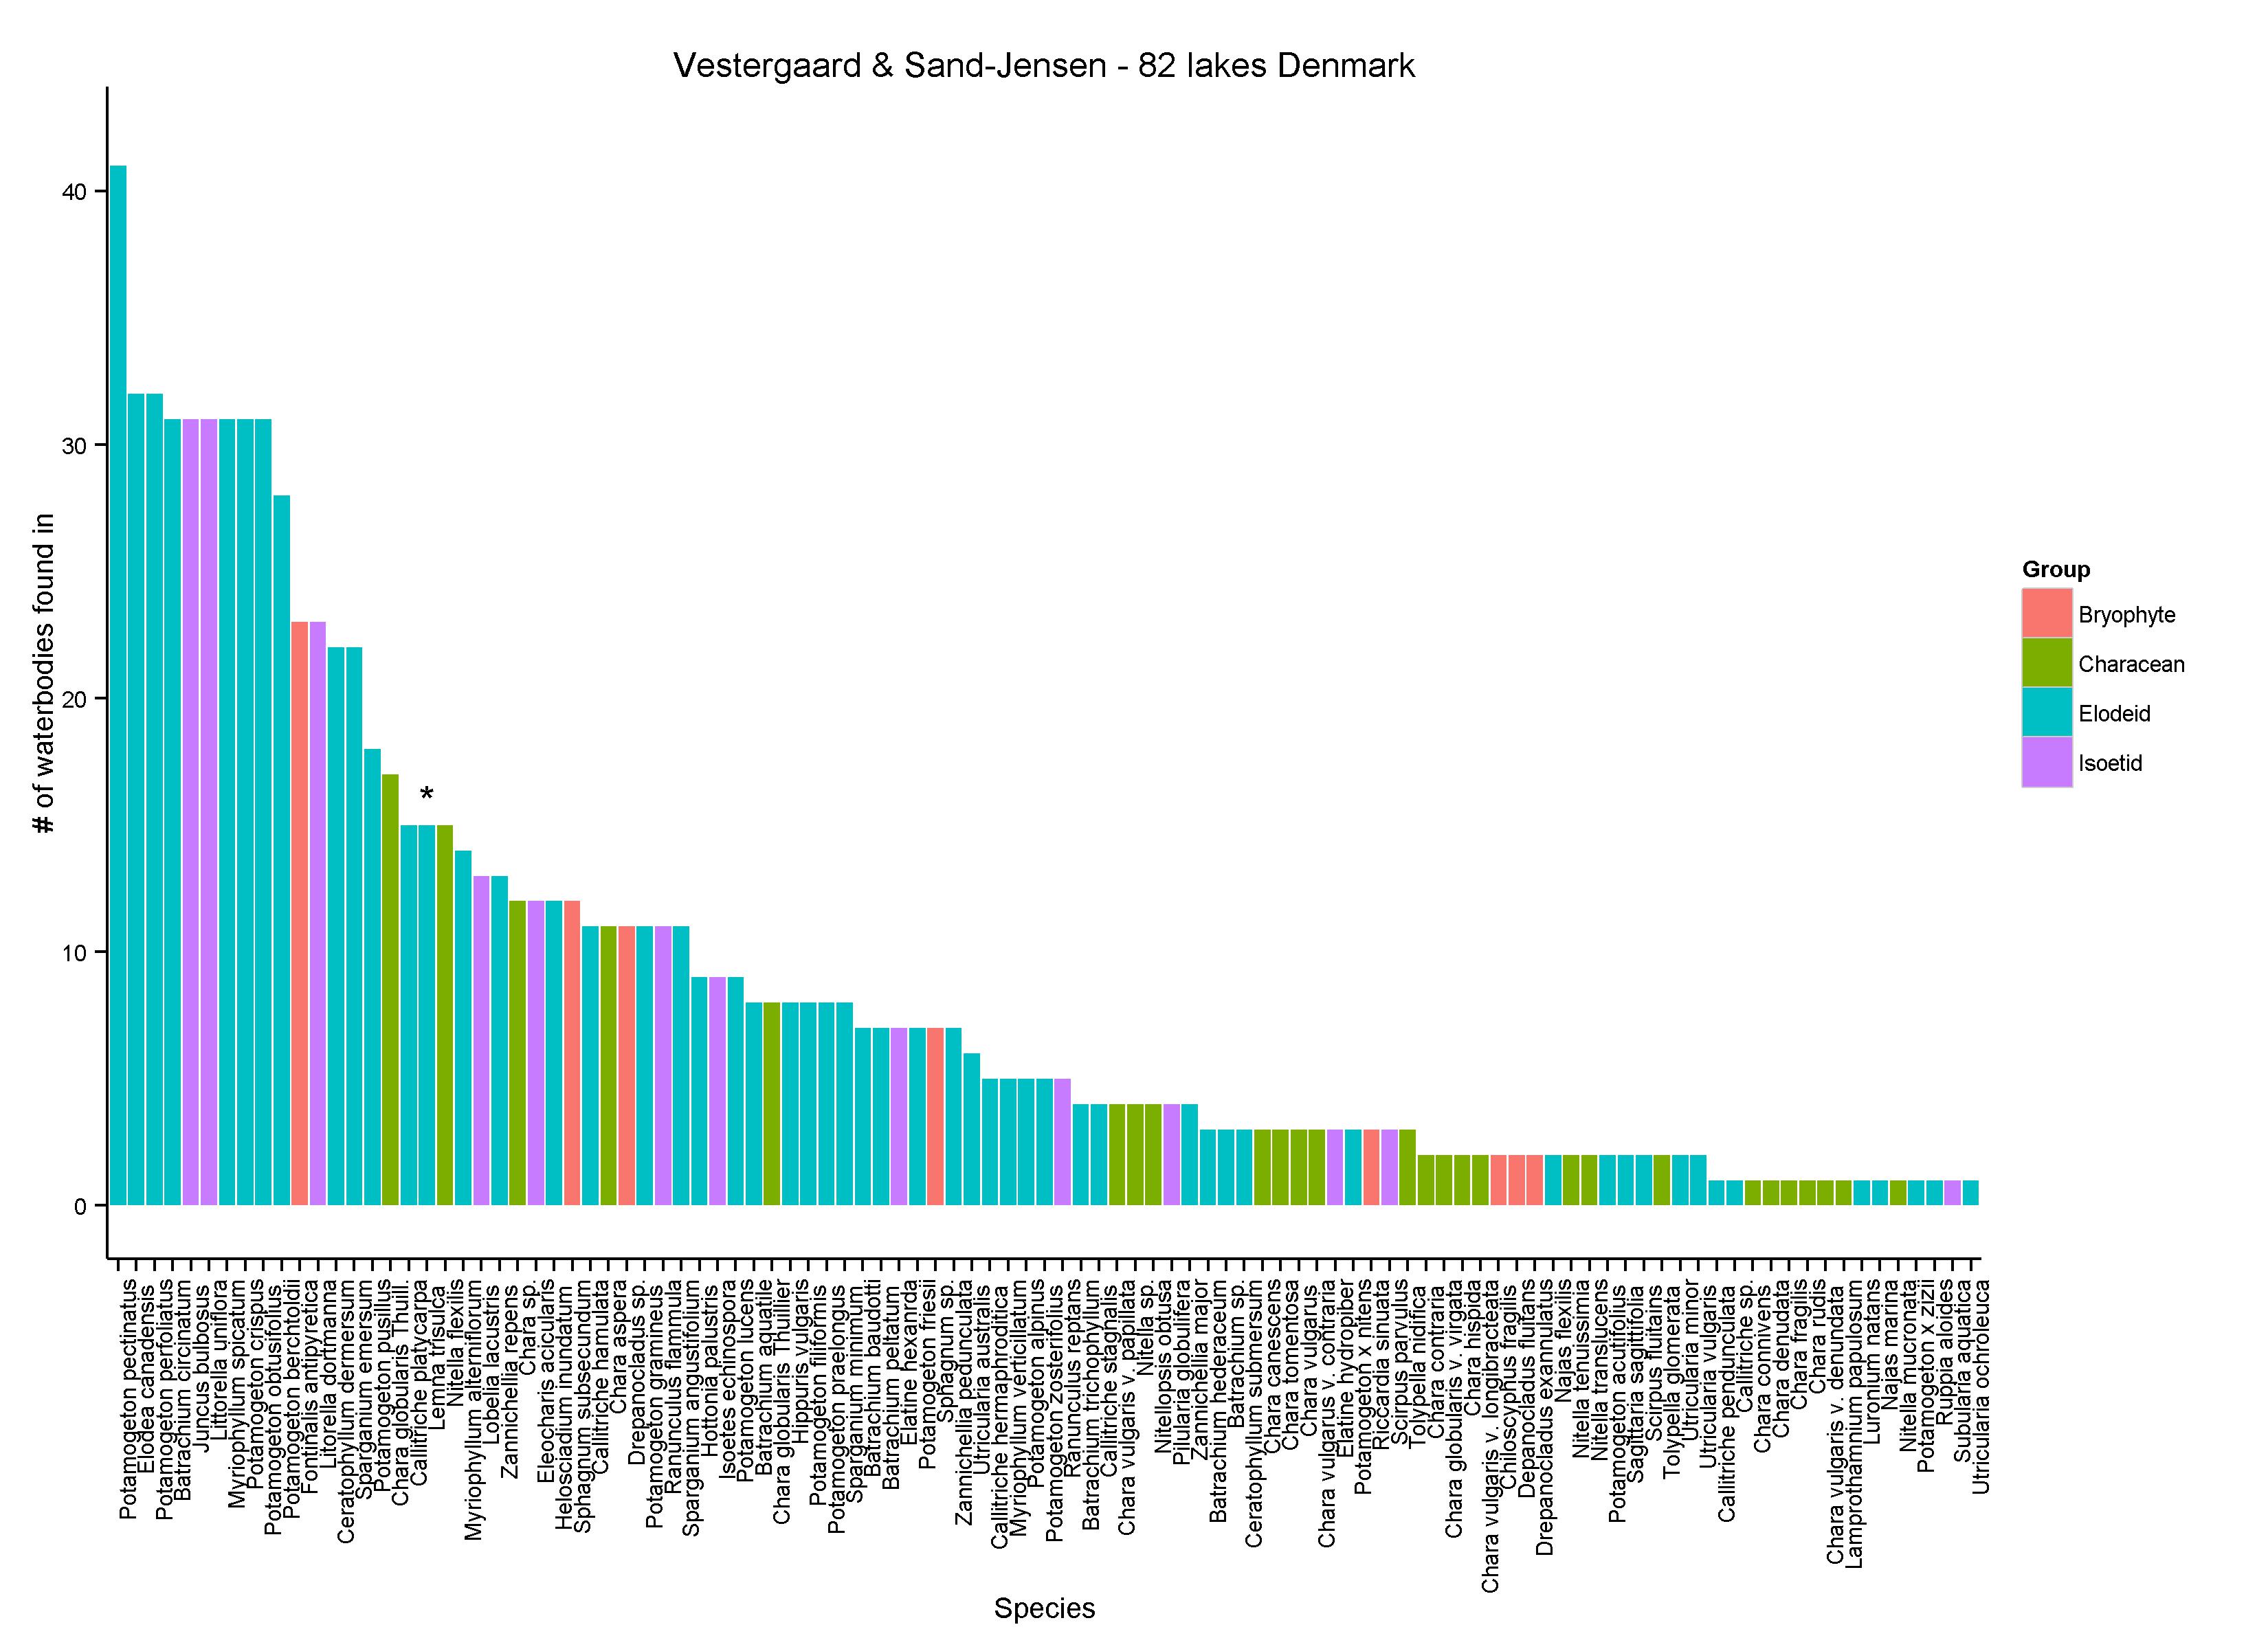 Vestergaard & Sand-Jensen - 82 lakes Denmark
# of waterbodies found in
40
30
20
10
0
*
Potamogeton pectinatus
Elodea canadensis
Potamogeton perfoliatus
Batrachium circinatum
Juncus bulbosus
Littorella uniflora
Myriophyllum spicatum
Potamogeton crispus
Potamogeton obtusifolius
Potamogeton berchtoldii
Fontinalis antipyretica
Litorella dortmanna
Ceratophyllum dermersum
Sparganium emersum
Potamogeton pusillus
Chara globularis Thuill.
Callitriche platycarpa
Lemna trisulca
Nitella flexilis
Myriophyllum alterniflorum
Lobelia lacustris
Zannichellia repens
Chara sp.
Eleocharis acicularis
Heloscladium inundatum
Sphagnum subsecundum
Callitriche hamulata
Chara aspera
Drepanocladus sp.
Potamogeton gramineus
Ranunculus flammula
Sparganium angustifolium
Hottonia palustris
Isoetes echinospora
Potamogeton lucens
Batrachium aquatile
Chara globularis Thuillier
Hippuris vulgaris
Potamogeton filiformis
Potamogeton praelongus
Sparganium minimum
Batrachium baudotti
Batrachium peltatum
Elatine hexanrda
Potamogeton friesii
Sphagnum sp.
Zannichellia pedunculata
Utricularia australis
Callitriche hermaphroditica
Myriophyllum verticillatum
Potamogeton alpinus
Potamogeton zosterifolius
Ranunculus reptans
Batrachium trichophyllum
Callitriche stagnalis
Chara vulgaris v. papillata
Nitella sp.
Nitellopsis obtusa
Pilularia globulifera
Zannichellia major
Batrachium hederaceum
Batrachium sp.
Ceratophyllum submersum
Chara canescens
Chara tomentosa
Chara vulgarus
Chara vulgarus v. contraria
Elatine hydropiber
Potamogeton x nitens
Riccardia sinuata
Scirpus parvulus
Tolypella nidifica
Chara contraria
Chara globularis v. virgata
Chara hispida
Chara vulgaris v. longibracteata
Chiloscyphus fragilis
Depanocladus fluitans
Drepanocladus exannulatus
Najas flexilis
Nitella tenuissimia
Nitella translucens
Potamogeton acutifolius
Sagittaria sagittifolia
Scirpus fluitains
Tolypella glomerata
Utricularia minor
Utricularia vulgaris
Callitriche pendunculata
Callitriche sp.
Chara connivens
Chara denudata
Chara fragilis
Chara rudis
Chara vulgaris v. denundata
Lamprothamnium papulosum
Luronium natans
Najas marina
Nitella mucronata
Potamogeton x zizii
Ruppia aloides
Subularia aquatica
Utricularia ochroleuca
Species
Group
Bryophyte
Characean
Elodeid
Isoetid